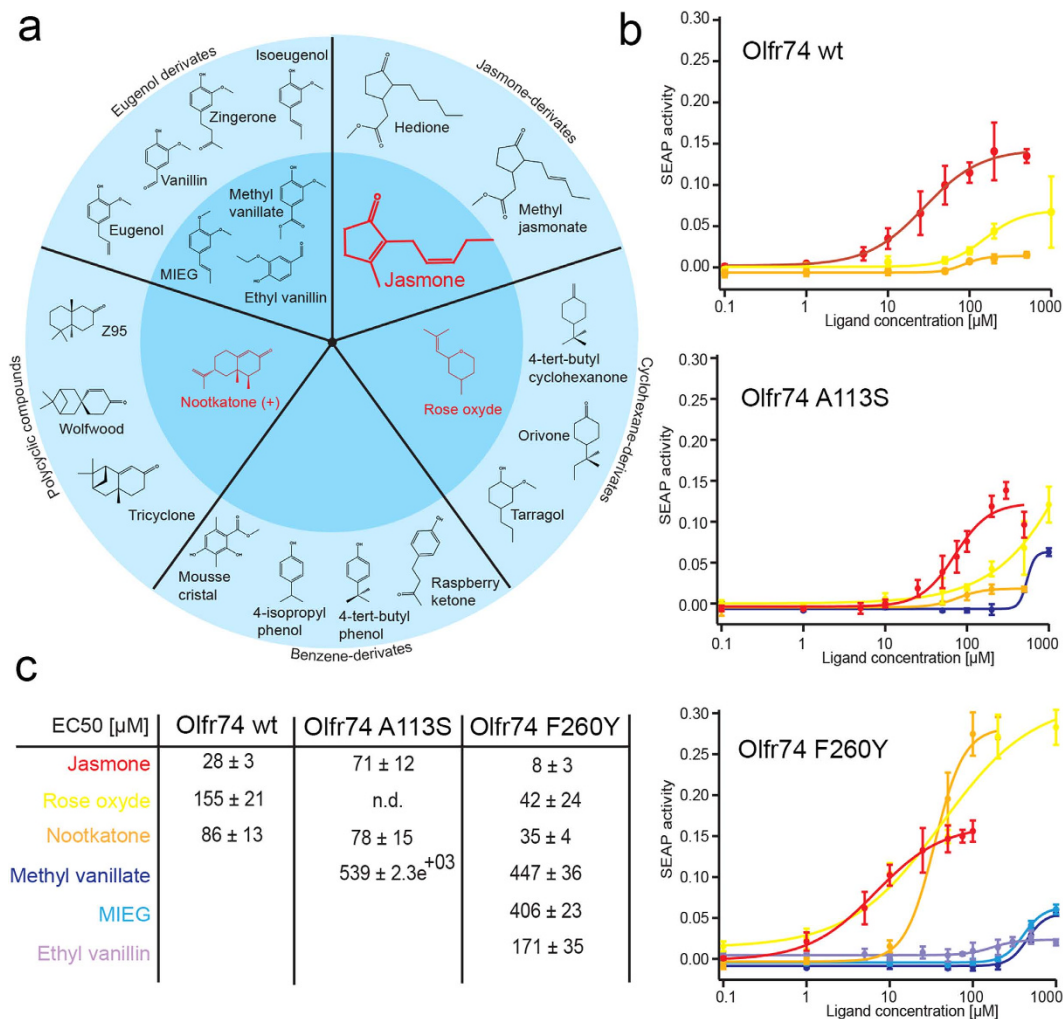 a
Eugenol derivates
Isoeugenol
Zingerone
Vanillin
Eugenol
Methyl
vanillate
MIEG
Ethyl vanillin
Jasmone-derivates
Hedione
Methyl
jasmonate
Jasmone
Polycyclic compounds
Z95
Wolfwood
Tricyclone
Nootkatone (+)
Rose oxyde
Cyclohexane-derivates
4-tert-butyl
cyclohexanone
Orivone
Tarragol
Mousse
cristal
4-isopropyl
phenol
4-tert-butyl
phenol
Raspberry
ketone
Benzene-derivates
b
Olfr74 wt
SEAP activity
0.30
0.25
0.20
0.15
0.10
0.05
0.00
0.1 1 10 100 1000
Ligand concentration [µM]
Olfr74 A113S
SEAP activity
0.30
0.25
0.20
0.15
0.10
0.05
0.00
0.1 1 10 100 1000
Ligand concentration [µM]
Olfr74 F260Y
SEAP activity
0.30
0.25
0.20
0.15
0.10
0.05
0.00
0.1 1 10 100 1000
Ligand concentration [µM]
c
EC50 [µM] Olfr74 wt Olfr74 A113S Olfr74 F260Y
Jasmone 28 ± 3 71 ± 12 8 ± 3
Rose oxyde 155 ± 21 n.d. 42 ± 24
Nootkatone 86 ± 13 78 ± 15 35 ± 4
Methyl vanillate 539 ± 2.3e+03 447 ± 36
MIEG 406 ± 23
Ethyl vanillin 171 ± 35